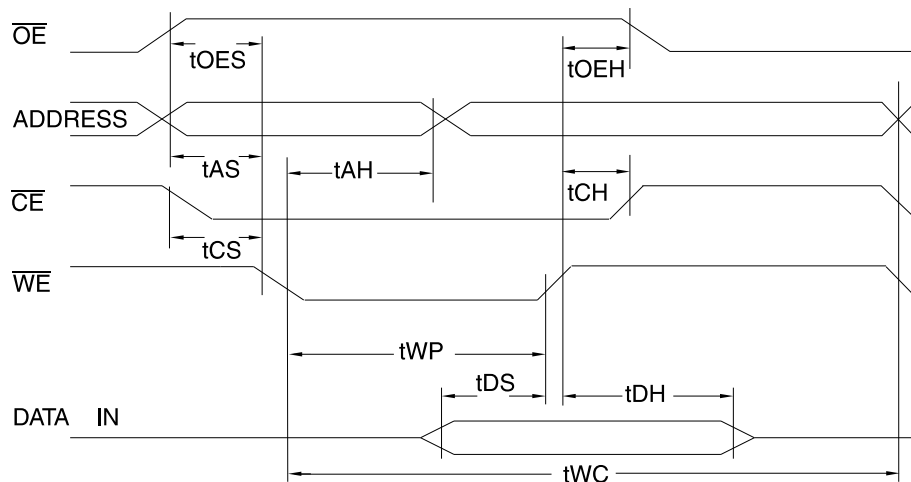 OE
tOES
tOEH
ADDRESS
tAS
tAH
tCH
CE
tCS
WE
tWP
tDS
tDH
DATA IN
tWC